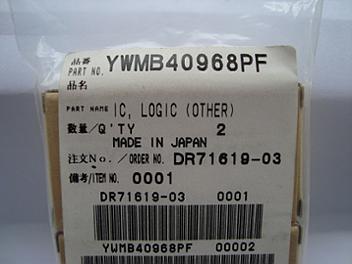 品番
PART NO. YWMB40968PF
品名
PART NAME IC, LOGIC (OTHER)
数量/Q'TY 2
MADE IN JAPAN
注文No./ORDER NO. DR71619-03
備考/ITEM NO. 0001
DR71619-03 0001
YWMB40968PF 00002